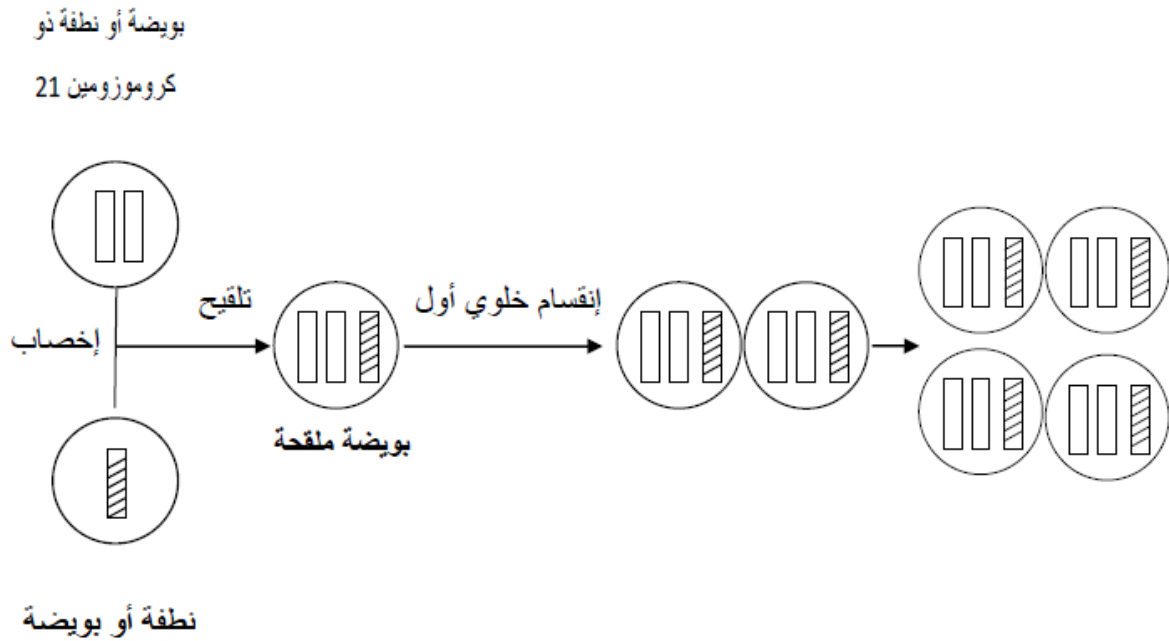 بويضة أو نطفة ذو
كروموزومين 21
إخصاب
تلقيح
إنقسام خلوي أول
بويضة ملقحة
نطفة أو بويضة